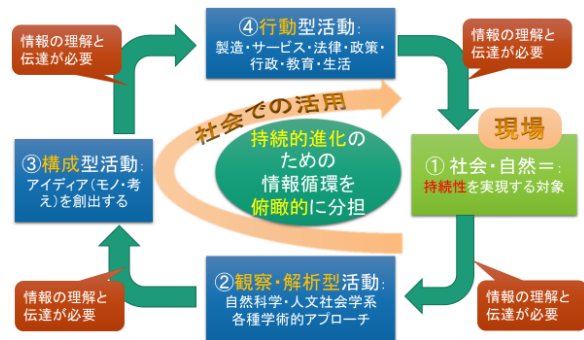 情報の理解と
伝達が必要
④行動型活動:
製造・サービス・法律・政策・
行政・教育・生活
情報の理解と
伝達が必要
社会での活用
現場
① 社会・自然＝:
持続性を実現する対象
持続的進化の
ための
情報循環を
俯瞰的に分担
③構成型活動:
アイディア(モノ・考
え)を創出する
②観察・解析型活動:
自然科学・人文社会学系
各種学術的アプローチ
情報の理解と
伝達が必要
情報の理解と
伝達が必要